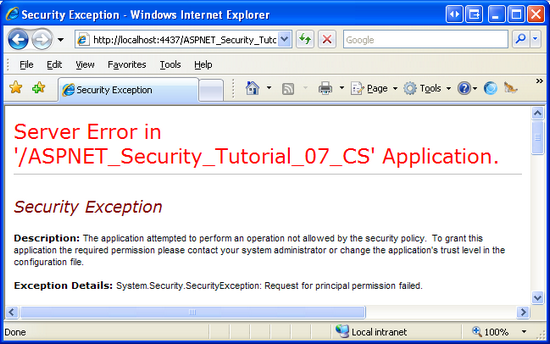 Security Exception - Windows Internet Explorer
http://localhost:4437/ASPNET_Security_Tutc
Google
File Edit View Favorites Tools Help
Security Exception
Page Tools
Server Error in
'/ASPNET_Security_Tutorial_07_CS' Application.
Security Exception
Description: The application attempted to perform an operation not allowed by the security policy. To grant this
application the required permission please contact your system administrator or change the application's trust level in the
configuration file.
Exception Details: System.Security.SecurityException: Request for principal permission failed.
Done Local intranet 100%